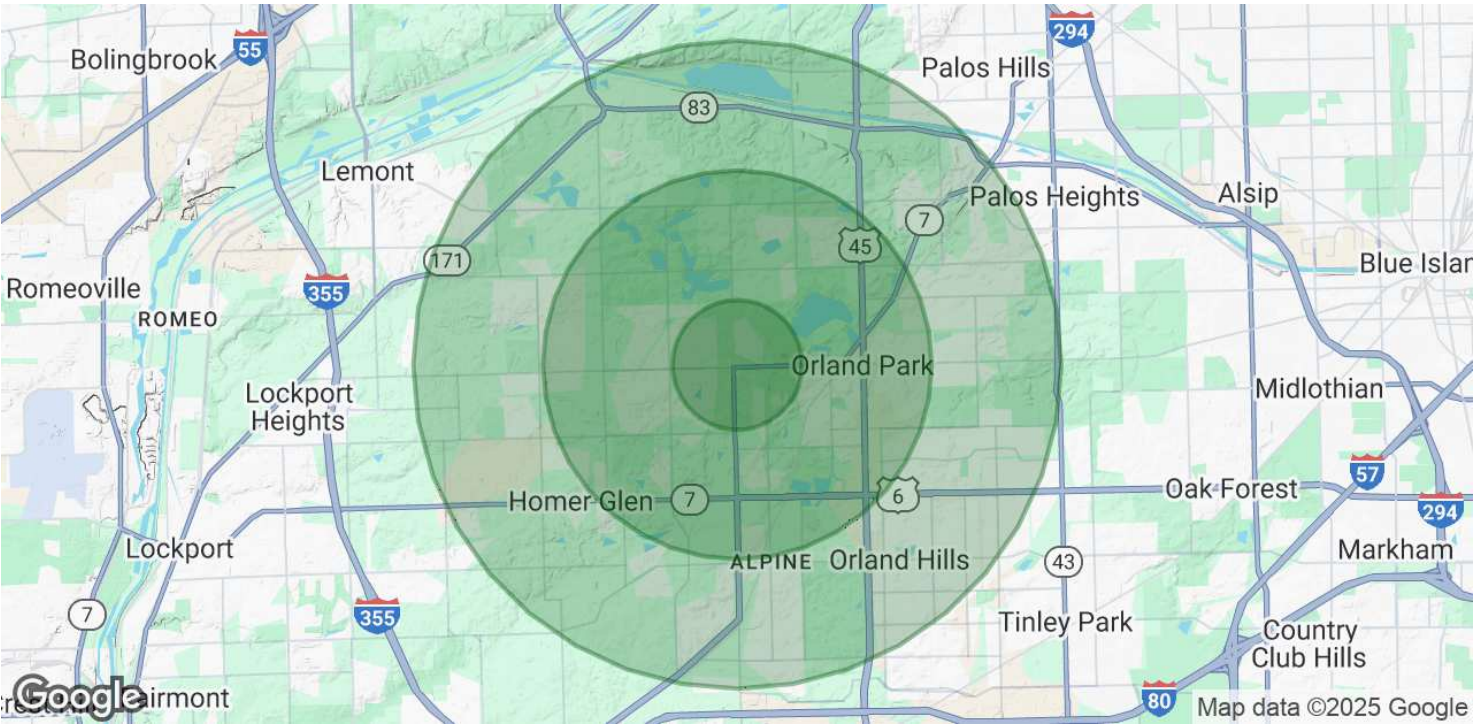 294
55
Bolingbrook
Palos Hills
83
Lemont
Palos Heights
Alsip
7
45
171
Blue Islan
Romeoville
355
ROMEO
Orland Park
Lockport
Heights
Midlothian
57
Oak Forest
6
Homer Glen
7
294
Lockport
ALPINE
Orland Hills
43
Markham
7
355
Tinley Park
Country
Club Hills
Google
airmont
80
Map data ©2025 Google